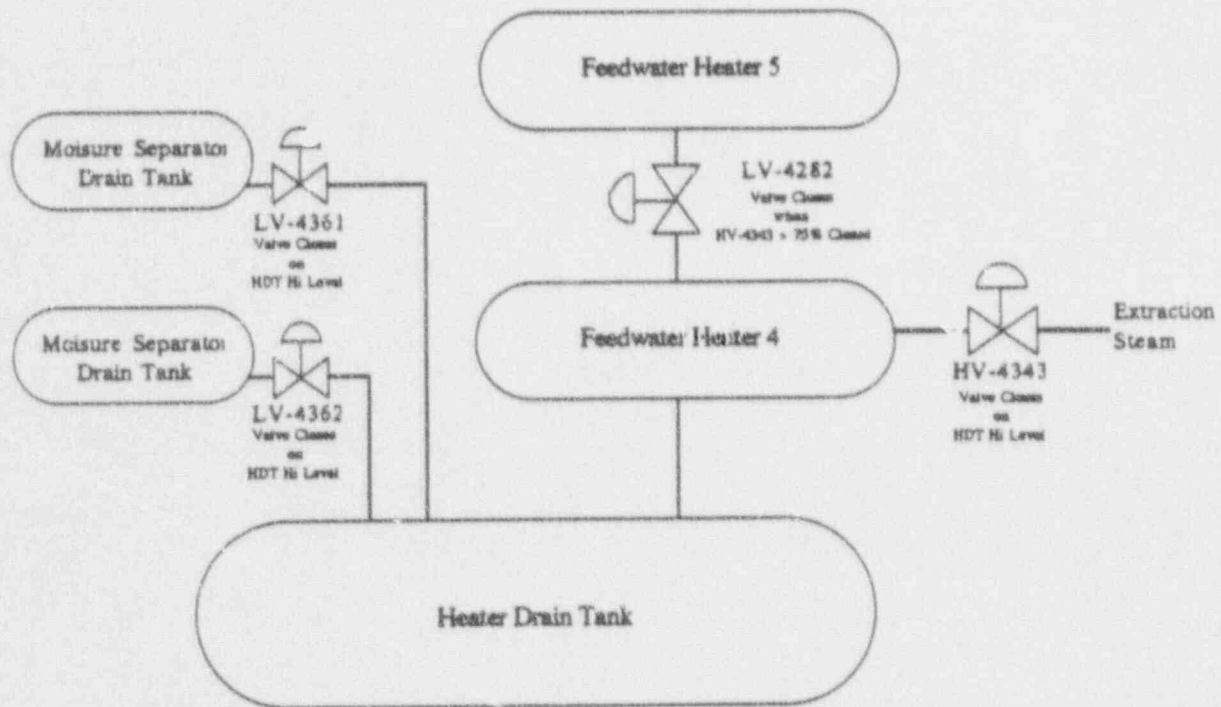 Feedwater Heater 5
Moisure Separator
Drain Tank
LV-4361
Valve Closes
on
HDT Hi Level
LV-4282
Valve Closes
when
HV-4343 > 75% Closed
Moisure Separator
Drain Tank
LV-4362
Valve Closes
on
HDT Hi Level
Feedwater Heater 4
Extraction
Steam
HV-4343
Valve Closes
on
HDT Hi Level
Heater Drain Tank